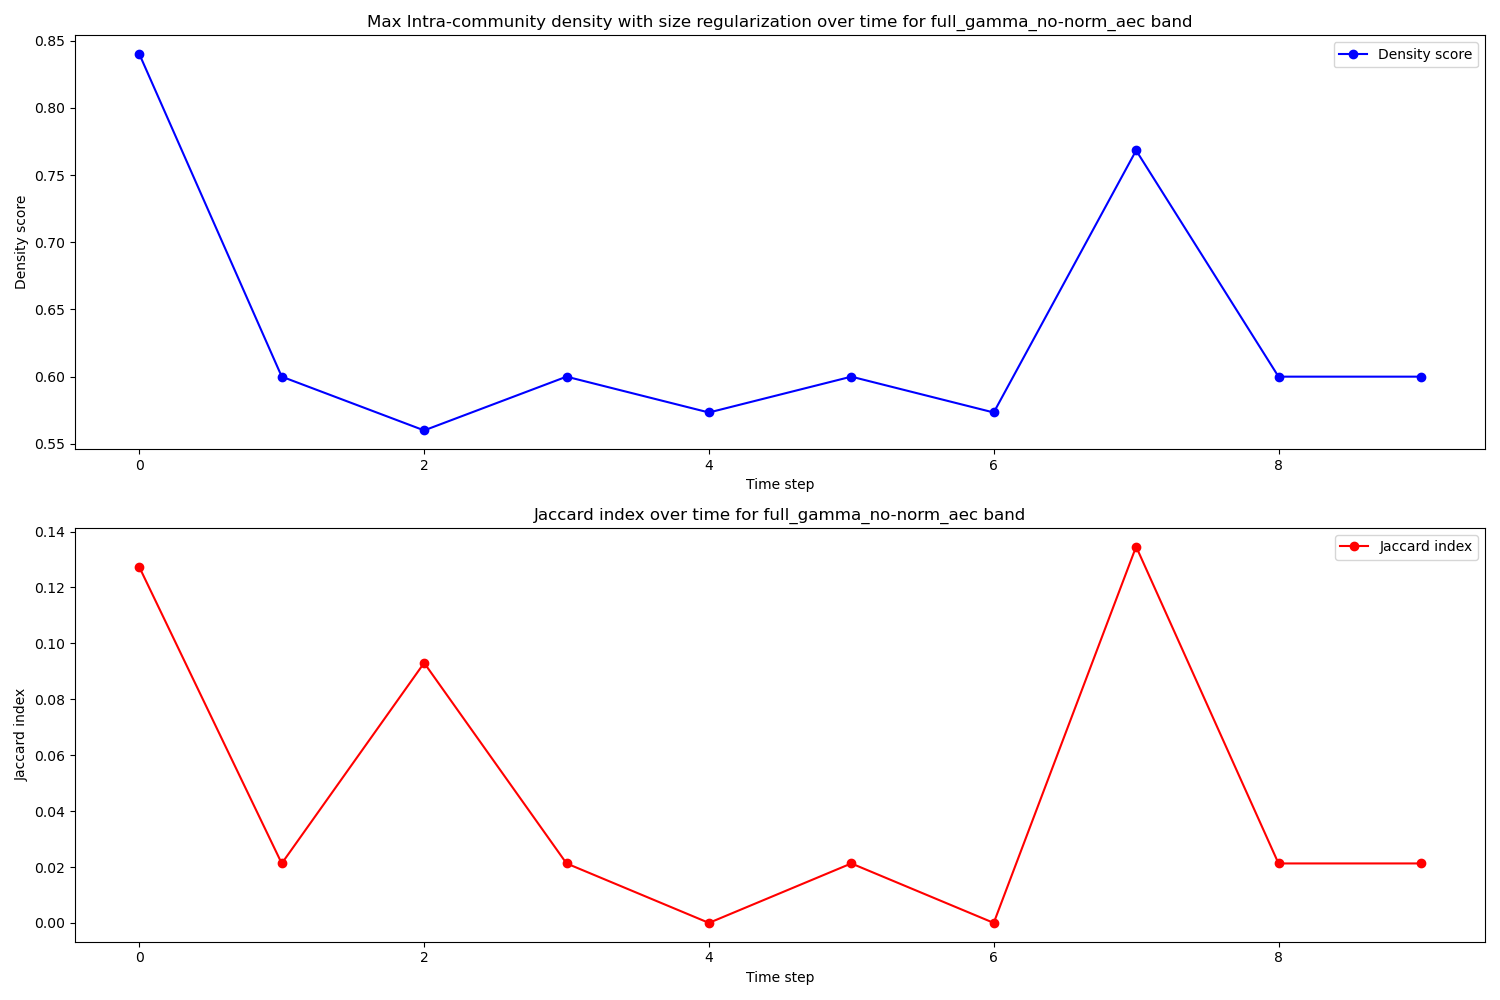 Max Intra-community density with size regularization over time for full_gamma_no-norm_aec band
Density score
0.85
0.80
0.75
0.70
0.65
0.60
0.55
Density score
0 2 4 6 8
Time step
Jaccard index over time for full_gamma_no-norm_aec band
Jaccard index
0.14
0.12
0.10
0.08
0.06
0.04
0.02
0.00
Jaccard index
0 2 4 6 8
Time step